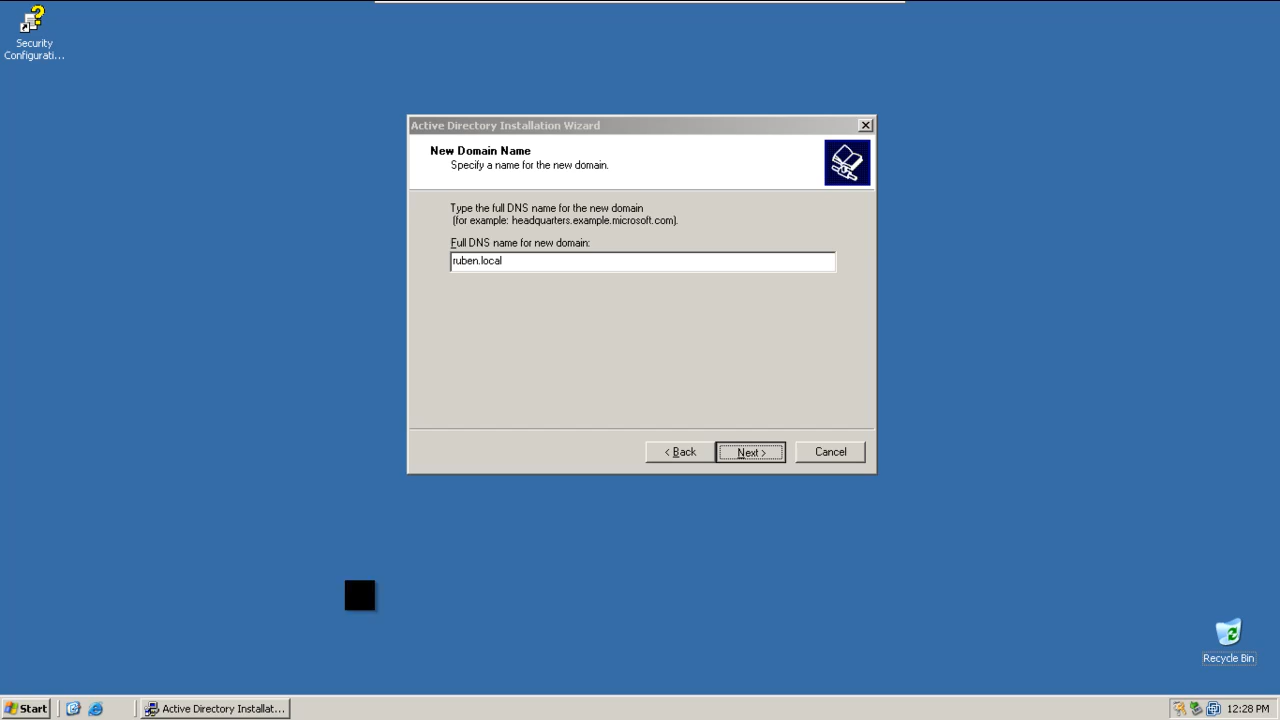 Security
Configurati...
Active Directory Installation Wizard
New Domain Name
Specify a name for the new domain.
Type the full DNS name for the new domain
(for example: headquarters.example.microsoft.com).
Full DNS name for new domain:
ruben.local
< Back
Next >
Cancel
Recycle Bin
Start
Active Directory Installat...
12:28 PM